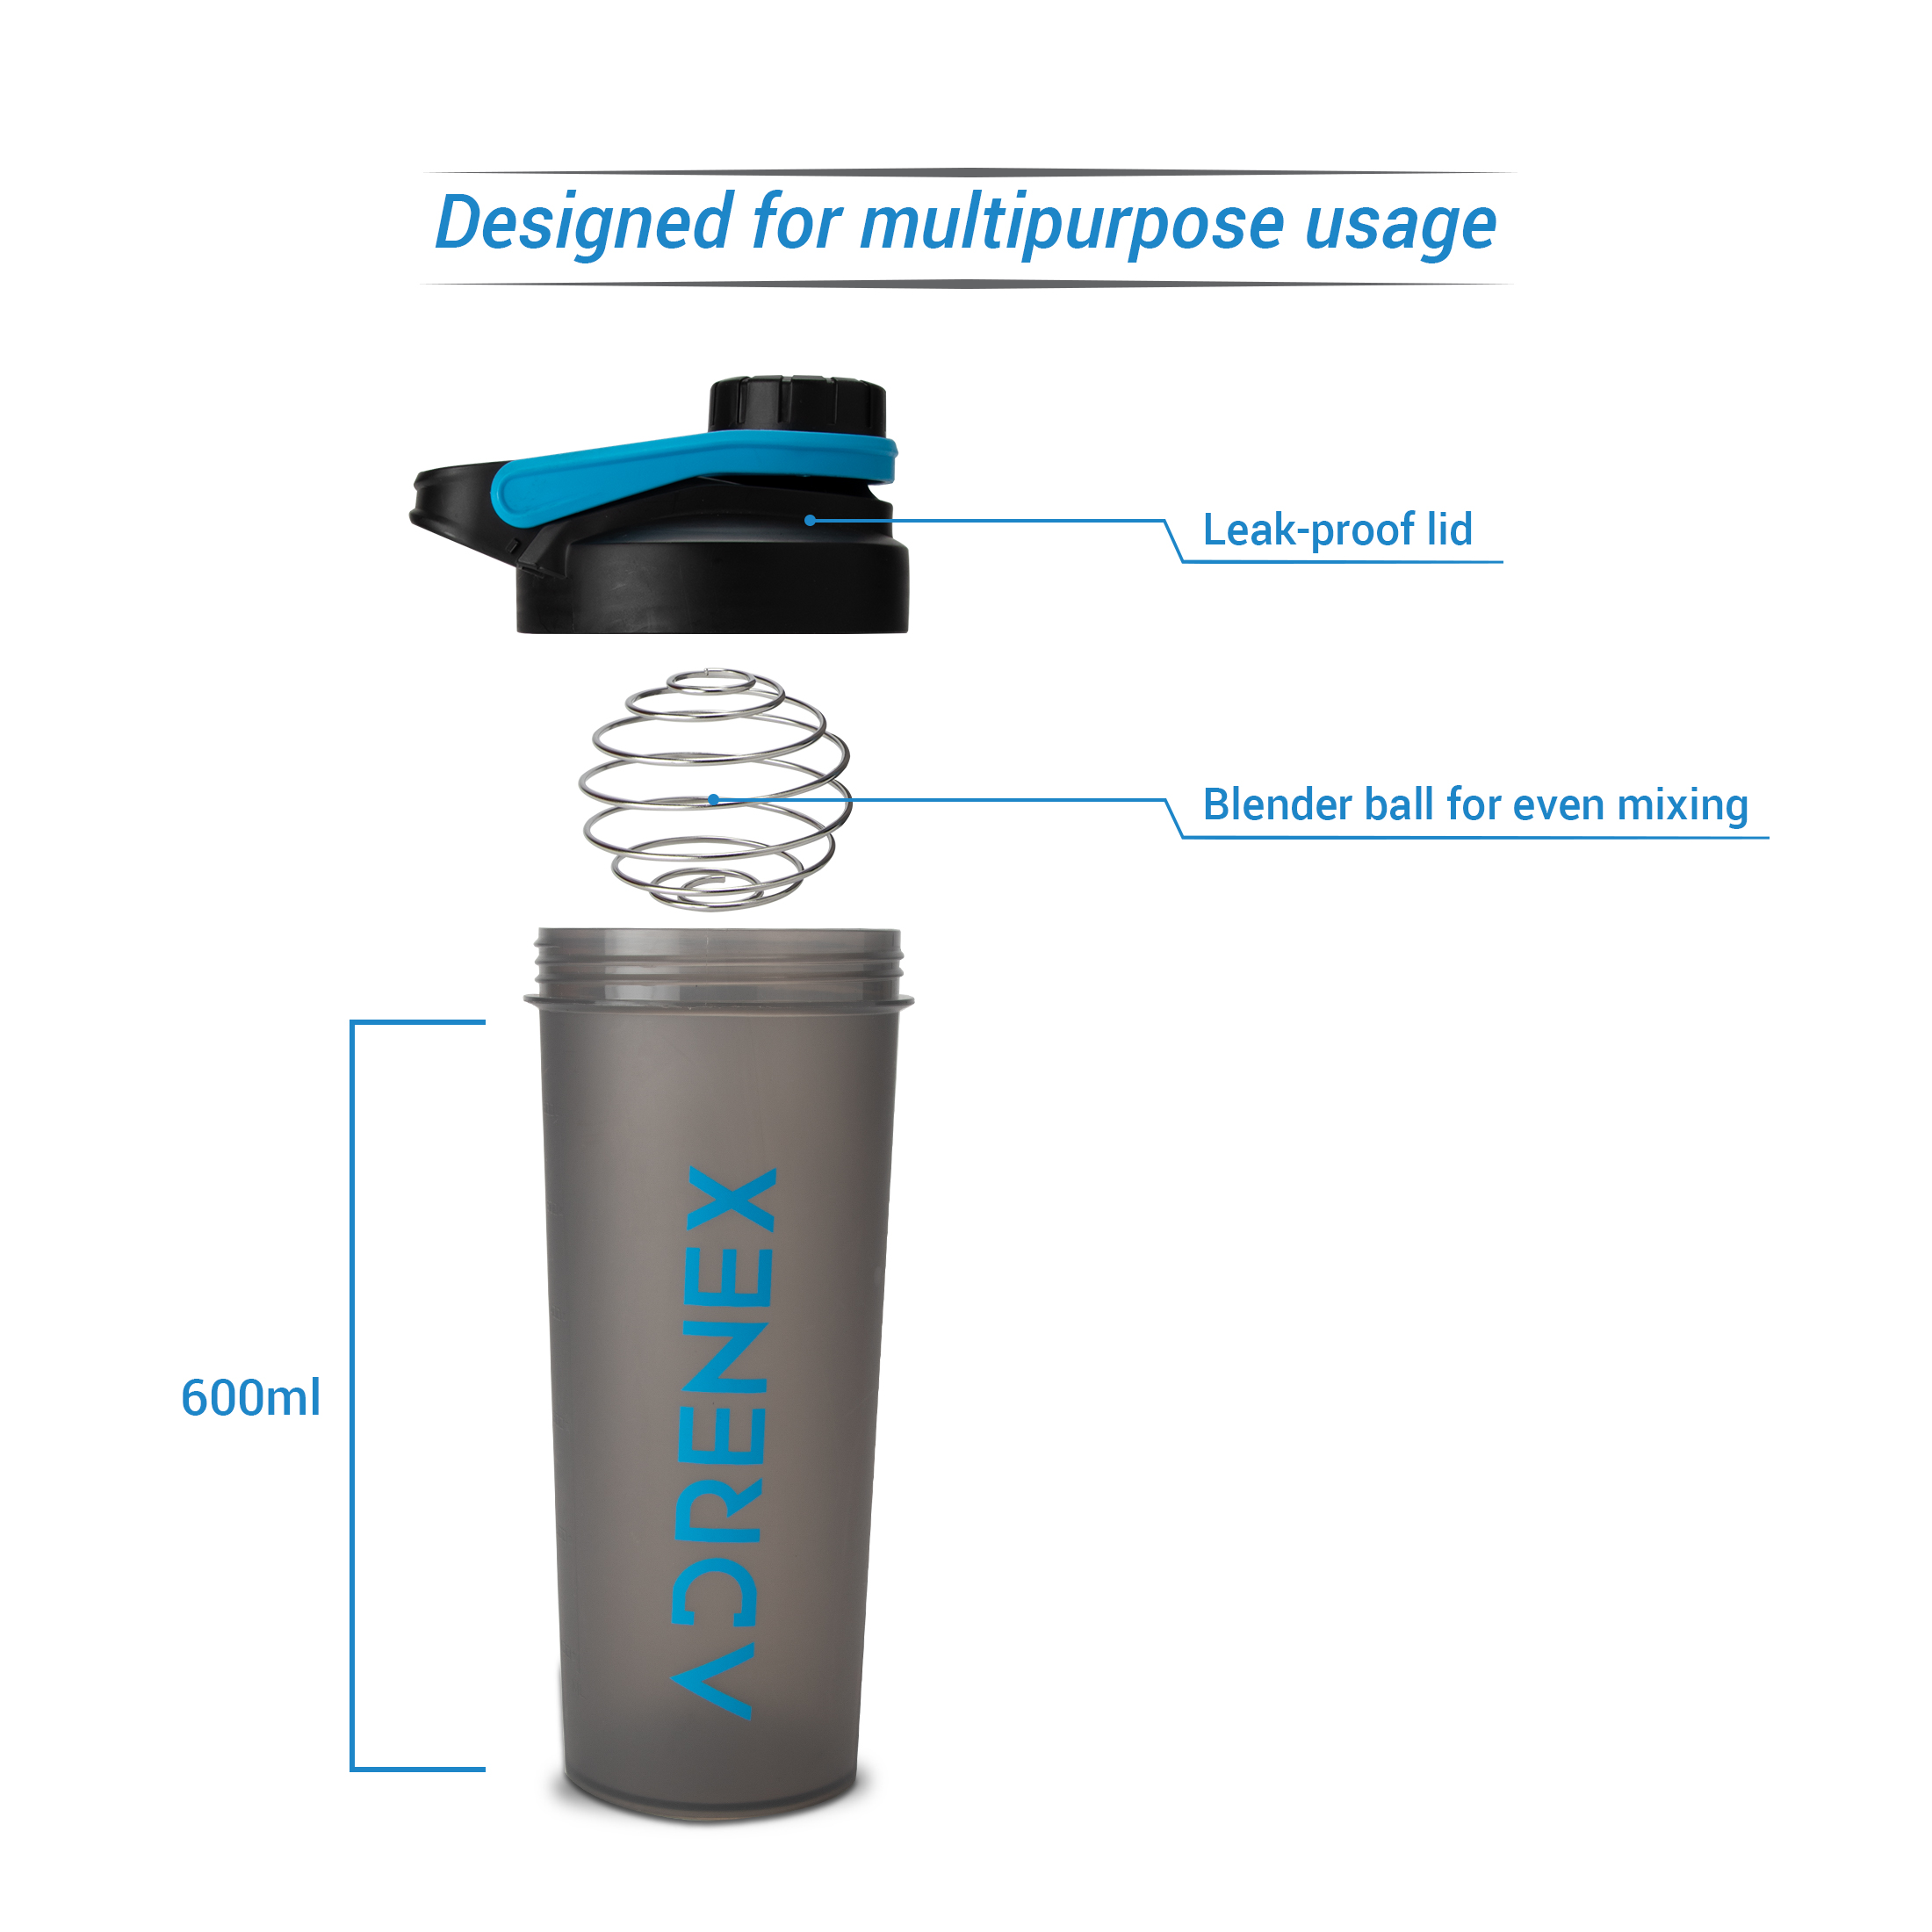 Designed for multipurpose usage
Leak-proof lid
Blender ball for even mixing
600ml
ADRENEX